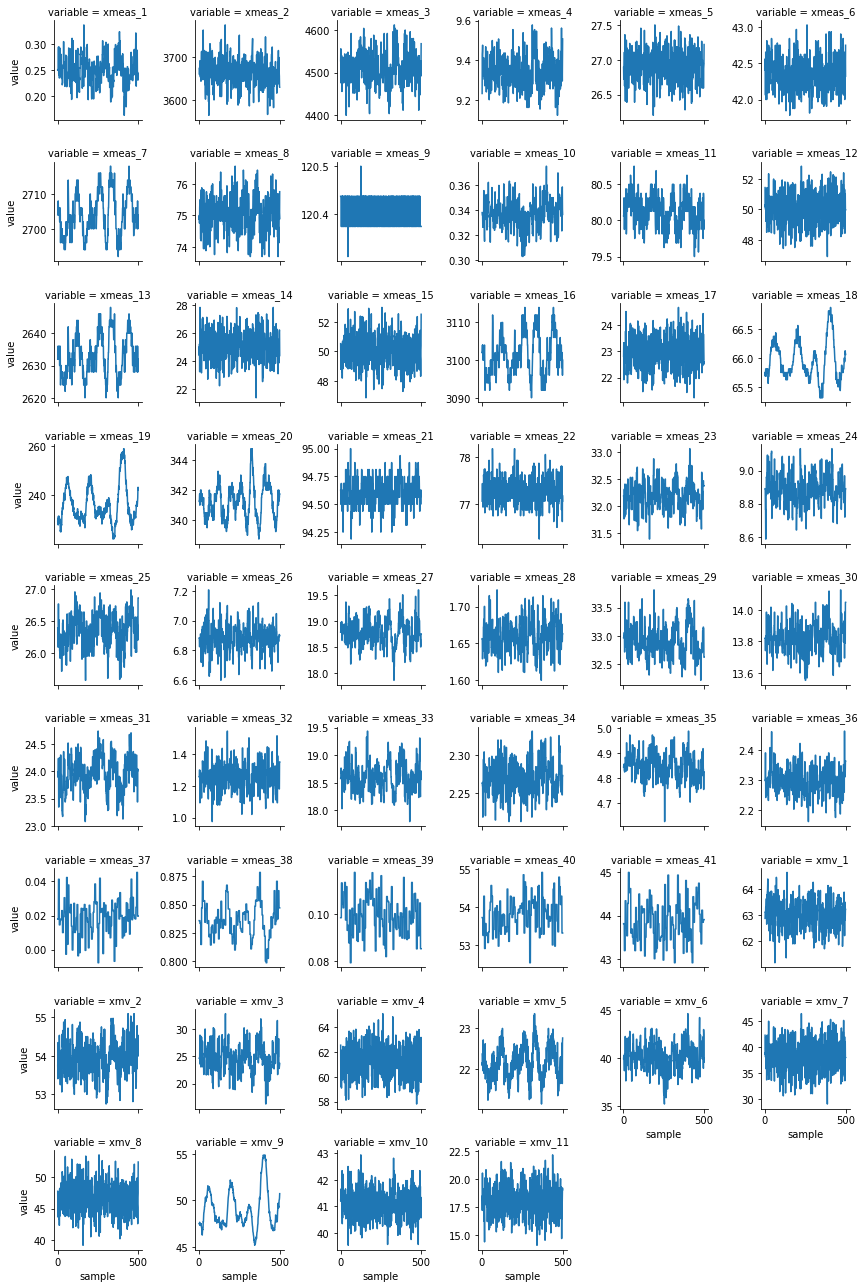 variable = xmeas_1 variable = xmeas_2 variable = xmeas_3 variable = xmeas_4 variable = xmeas_5 variable = xmeas_6
value
0.30 0.25 0.20
3700 3600
4600 4500 4400
9.6 9.4 9.2
27.5 27.0 26.5
43.0 42.5 42.0
variable = xmeas_7 variable = xmeas_8 variable = xmeas_9 variable = xmeas_10 variable = xmeas_11 variable = xmeas_12
value
2710 2700
76 75 74
120.5 120.4
0.36 0.34 0.32 0.30
80.5 80.0 79.5
52 50 48
variable = xmeas_13 variable = xmeas_14 variable = xmeas_15 variable = xmeas_16 variable = xmeas_17 variable = xmeas_18
value
2640 2630 2620
28 26 24 22
52 50 48
3110 3100 3090
24 23 22
66.5 66.0 65.5
variable = xmeas_19 variable = xmeas_20 variable = xmeas_21 variable = xmeas_22 variable = xmeas_23 variable = xmeas_24
value
260 240
344 342 340
95.00 94.75 94.50 94.25
78 77
33.0 32.5 32.0 31.5
9.0 8.8 8.6
variable = xmeas_25 variable = xmeas_26 variable = xmeas_27 variable = xmeas_28 variable = xmeas_29 variable = xmeas_30
value
27.0 26.5 26.0
7.2 7.0 6.8 6.6
19.5 19.0 18.5 18.0
1.70 1.65 1.60
33.5 33.0 32.5
14.0 13.8 13.6
variable = xmeas_31 variable = xmeas_32 variable = xmeas_33 variable = xmeas_34 variable = xmeas_35 variable = xmeas_36
value
24.5 24.0 23.5 23.0
1.4 1.2 1.0
19.5 19.0 18.5 18.0
2.30 2.25
5.0 4.9 4.8 4.7
2.4 2.3 2.2
variable = xmeas_37 variable = xmeas_38 variable = xmeas_39 variable = xmeas_40 variable = xmeas_41 variable = xmv_1
value
0.04 0.02 0.00
0.875 0.850 0.825 0.800
0.10 0.08
55 54 53
45 44 43
64 63 62
variable = xmv_2 variable = xmv_3 variable = xmv_4 variable = xmv_5 variable = xmv_6 variable = xmv_7
value
55 54 53
30 25 20
64 62 60 58
23 22
45 40 35
45 40 35 30
0 500 0 500
sample sample
variable = xmv_8 variable = xmv_9 variable = xmv_10 variable = xmv_11
value
50 45 40
55 50 45
43 42 41 40
22.5 20.0 17.5 15.0
0 500 0 500 0 500 0 500
sample sample sample sample